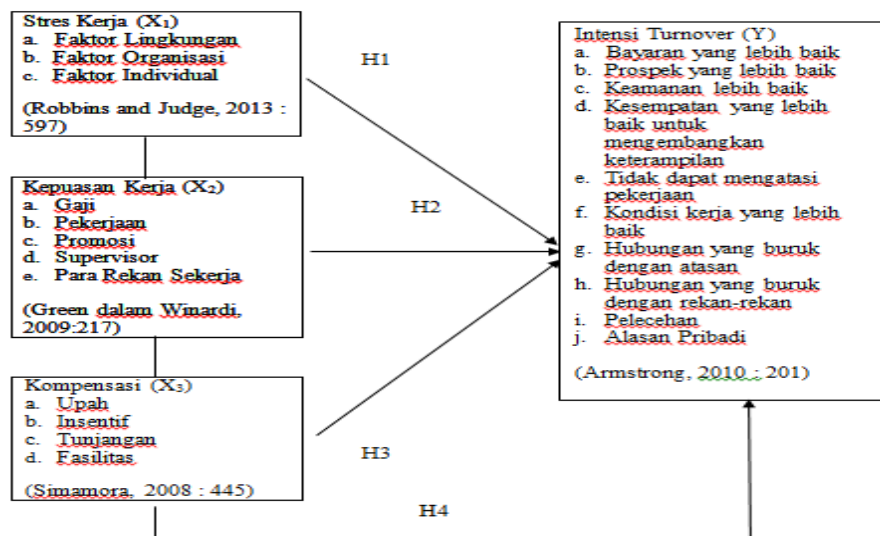 Stres Kerja (X₁)
a. Faktor Lingkungan
b. Faktor Organisasi
c. Faktor Individual
(Robbins and Judge, 2013 :
597)
H1
Kepuasan Kerja (X₂)
a. Gaji
b. Pekerjaan
c. Promosi
d. Supervisor
e. Para Rekan Sekerja
(Green dalam Winardi,
2009:217)
H2
Kompensasi (X₃)
a. Upah
b. Insentif
c. Tunjangan
d. Fasilitas
(Simamora, 2008 : 445)
H3
H4
Intensi Turnover (Y)
a. Bayaran yang lebih baik
b. Prospek yang lebih baik
c. Keamanan lebih baik
d. Kesempatan yang lebih
baik untuk
mengembangkan
keterampilan
e. Tidak dapat mengatasi
pekerjaan
f. Kondisi kerja yang lebih
baik
g. Hubungan yang buruk
dengan atasan
h. Hubungan yang buruk
dengan rekan-rekan
i. Pelecehan
j. Alasan Pribadi
(Armstrong, 2010 : 201)